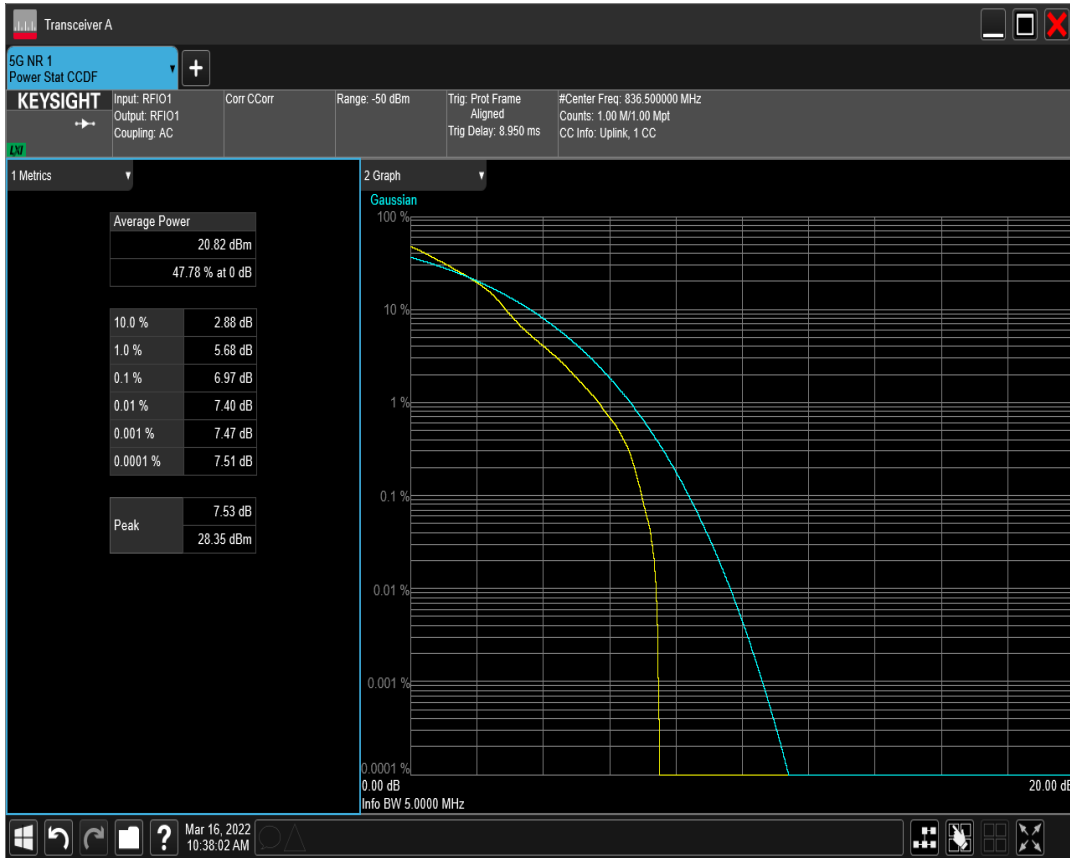 Transceiver A
5G NR 1
Power Stat CCDF
KEYSIGHT
LXI
Input: RFIO1
Output: RFIO1
Coupling: AC
Corr CCorr
Range: -50 dBm
Trig: Prot Frame
Aligned
Trig Delay: 8.950 ms
#Center Freq: 836.500000 MHz
Counts: 1.00 M/1.00 Mpt
CC Info: Uplink, 1 CC
1 Metrics
Average Power
20.82 dBm
47.78 % at 0 dB
10.0 % 2.88 dB
1.0 % 5.68 dB
0.1 % 6.97 dB
0.01 % 7.40 dB
0.001 % 7.47 dB
0.0001 % 7.51 dB
Peak
7.53 dB
28.35 dBm
2 Graph
Gaussian
100 %
10 %
1 %
0.1 %
0.01 %
0.001 %
0.0001 %
0.00 dB
20.00 dB
Info BW 5.0000 MHz
?
Mar 16, 2022
10:38:02 AM